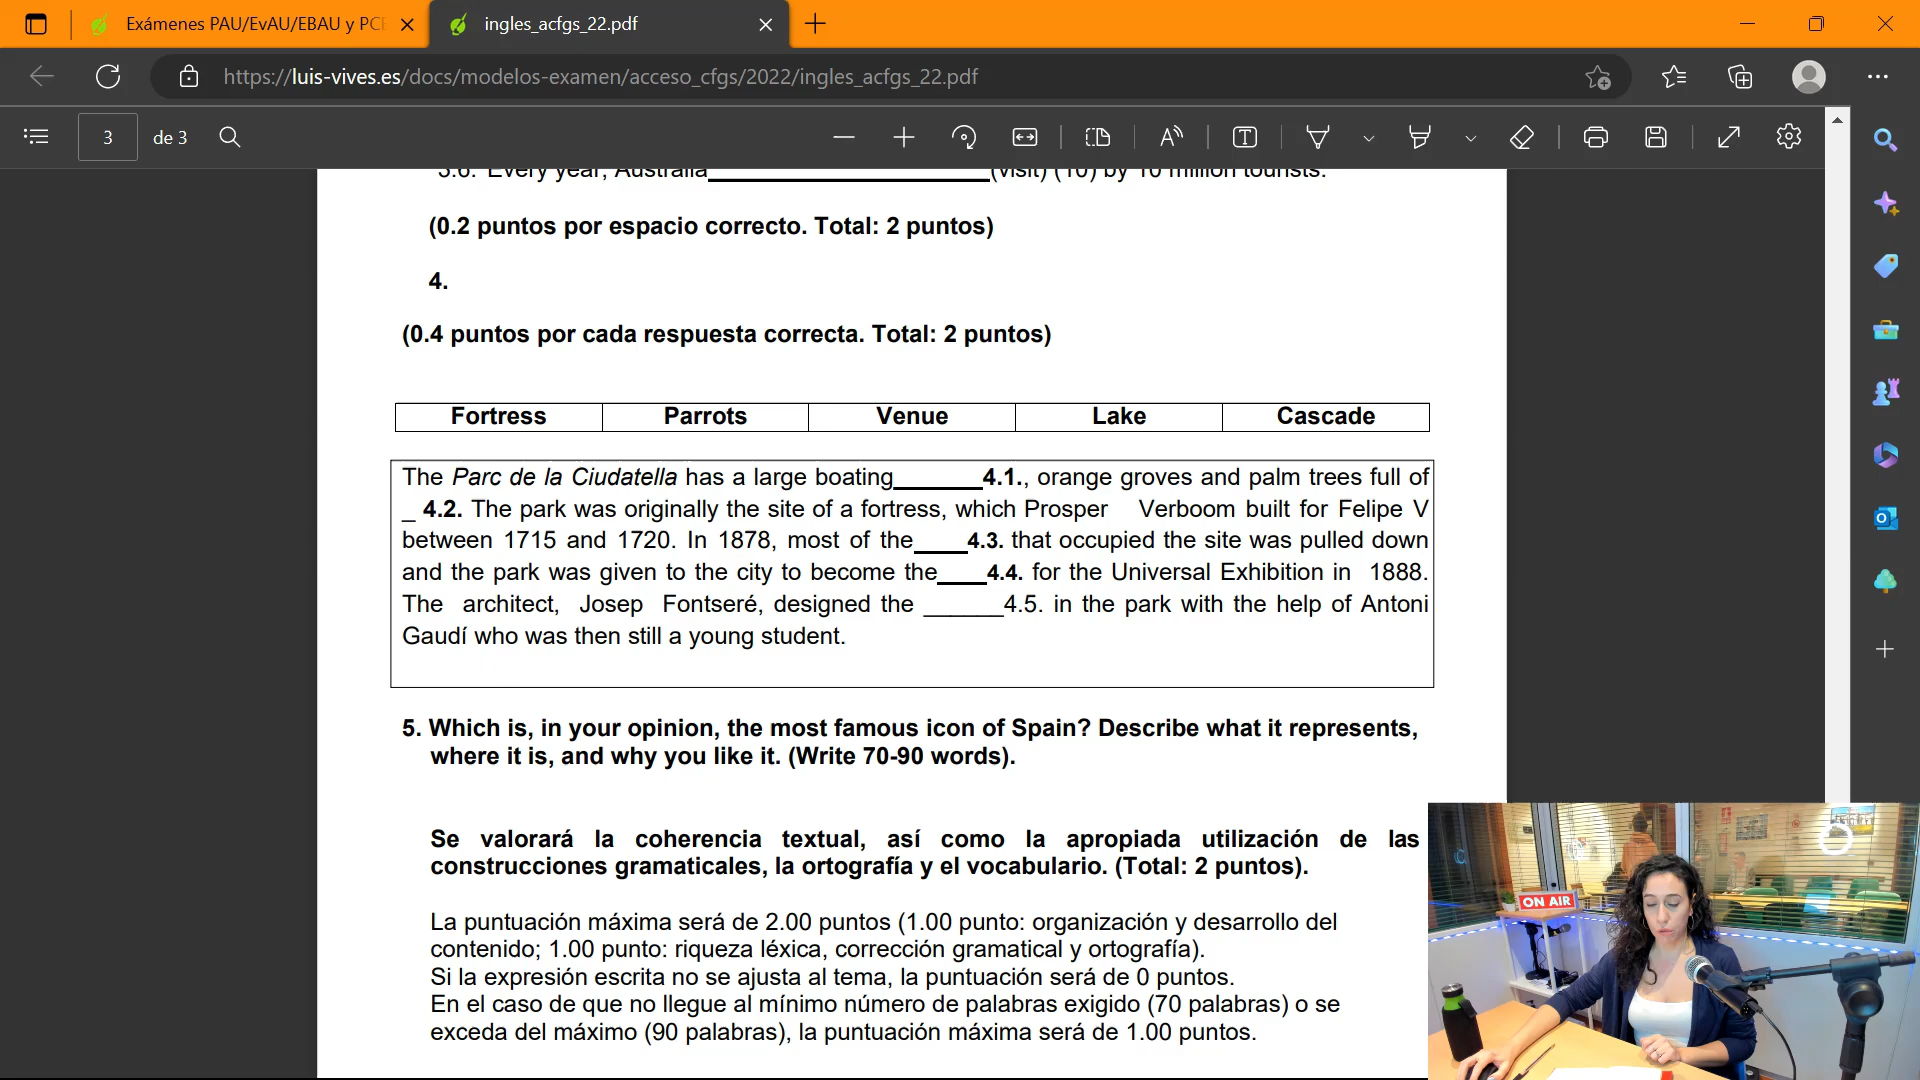 Exámenes PAU/EvAU/EBAU y PCE
ingles_acfgs_22.pdf
https://luis-vives.es/docs/modelos-examen/acceso_cfgs/2022/ingles_acfgs_22.pdf
3 de 3
3.6. Every year, Australia____________________(visit) (10) by 10 million tourists.
(0.2 puntos por espacio correcto. Total: 2 puntos)
4.
(0.4 puntos por cada respuesta correcta. Total: 2 puntos)
Fortress Parrots Venue Lake Cascade
The Parc de la Ciudatella has a large boating_______4.1., orange groves and palm trees full of
_ 4.2. The park was originally the site of a fortress, which Prosper Verboom built for Felipe V
between 1715 and 1720. In 1878, most of the____4.3. that occupied the site was pulled down
and the park was given to the city to become the____4.4. for the Universal Exhibition in 1888.
The architect, Josep Fontseré, designed the ______4.5. in the park with the help of Antoni
Gaudí who was then still a young student.
5. Which is, in your opinion, the most famous icon of Spain? Describe what it represents,
where it is, and why you like it. (Write 70-90 words).
Se valorará la coherencia textual, así como la apropiada utilización de las
construcciones gramaticales, la ortografía y el vocabulario. (Total: 2 puntos).
La puntuación máxima será de 2.00 puntos (1.00 punto: organización y desarrollo del
contenido; 1.00 punto: riqueza léxica, corrección gramatical y ortografía).
Si la expresión escrita no se ajusta al tema, la puntuación será de 0 puntos.
En el caso de que no llegue al mínimo número de palabras exigido (70 palabras) o se
exceda del máximo (90 palabras), la puntuación máxima será de 1.00 puntos.
ON AIR